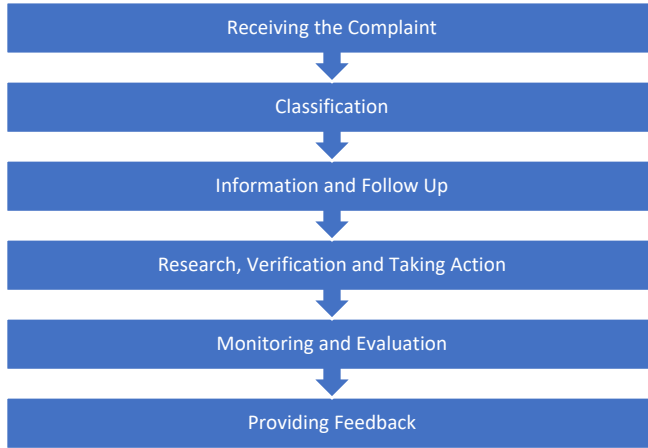 Receiving the Complaint
Classification
Information and Follow Up
Research, Verification and Taking Action
Monitoring and Evaluation
Providing Feedback